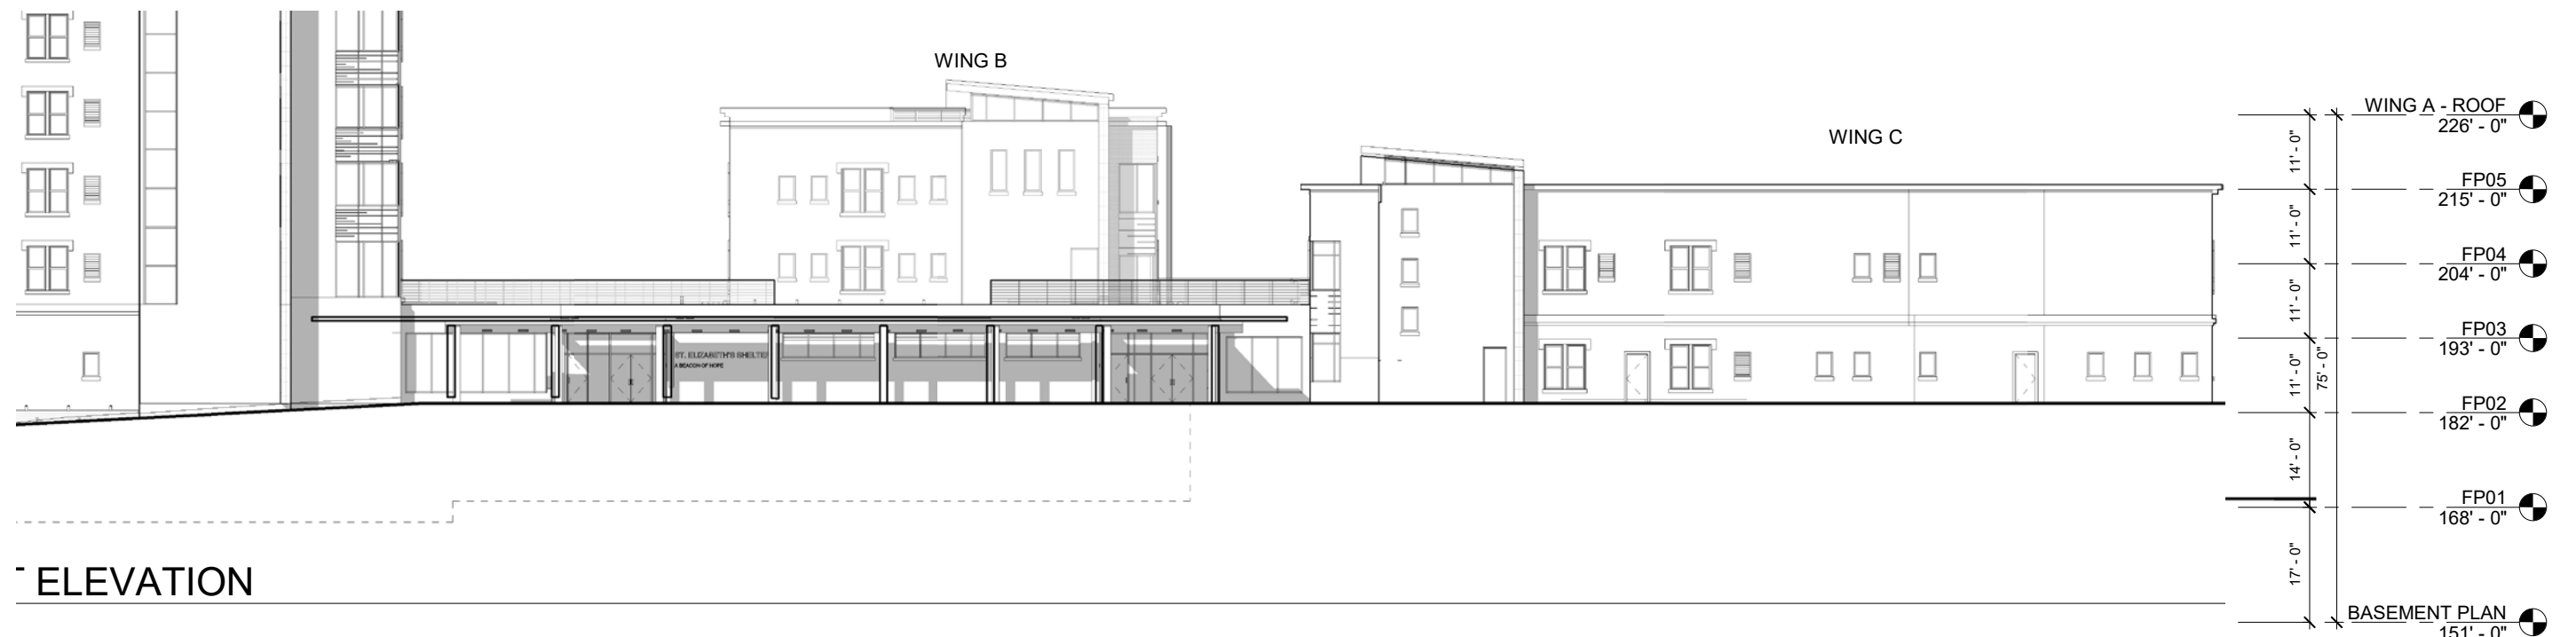 WING B
WING C
ST. ELIZABETH'S SHELTER
A BEACON OF HOPE
WING A - ROOF
226' - 0"
11' - 0"
FP05
215' - 0"
11' - 0"
FP04
204' - 0"
11' - 0"
FP03
193' - 0"
11' - 0"
75' - 0"
FP02
182' - 0"
14' - 0"
FP01
168' - 0"
17' - 0"
ELEVATION
BASEMENT PLAN
151' - 0"